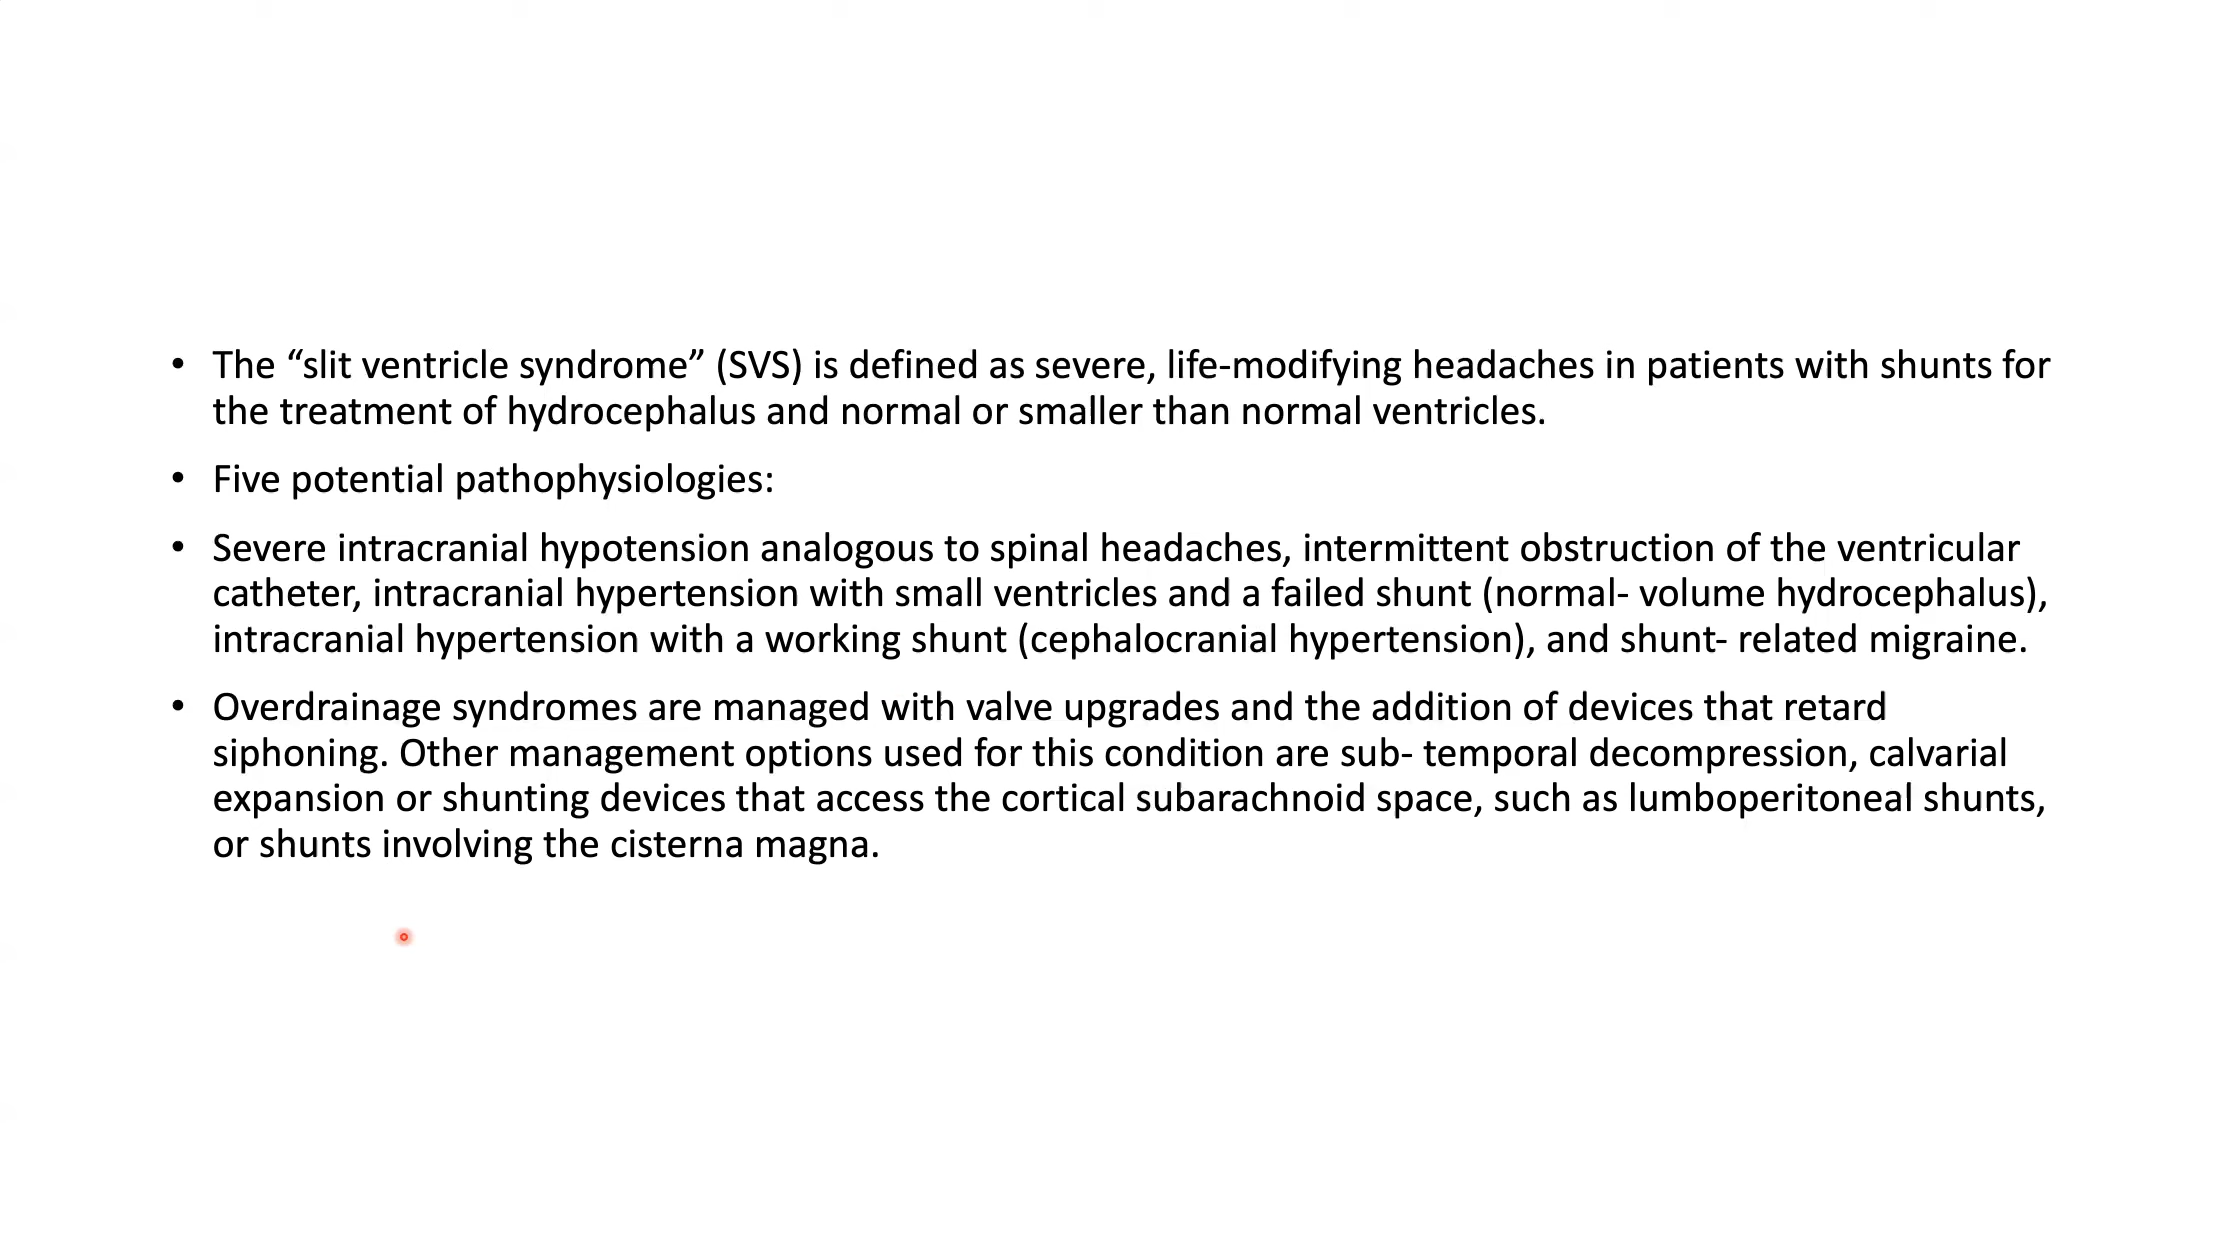 • The “slit ventricle syndrome” (SVS) is defined as severe, life-modifying headaches in patients with shunts for
the treatment of hydrocephalus and normal or smaller than normal ventricles.
• Five potential pathophysiologies:
• Severe intracranial hypotension analogous to spinal headaches, intermittent obstruction of the ventricular
catheter, intracranial hypertension with small ventricles and a failed shunt (normal- volume hydrocephalus),
intracranial hypertension with a working shunt (cephalocranial hypertension), and shunt- related migraine.
• Overdrainage syndromes are managed with valve upgrades and the addition of devices that retard
siphoning. Other management options used for this condition are sub- temporal decompression, calvarial
expansion or shunting devices that access the cortical subarachnoid space, such as lumboperitoneal shunts,
or shunts involving the cisterna magna.